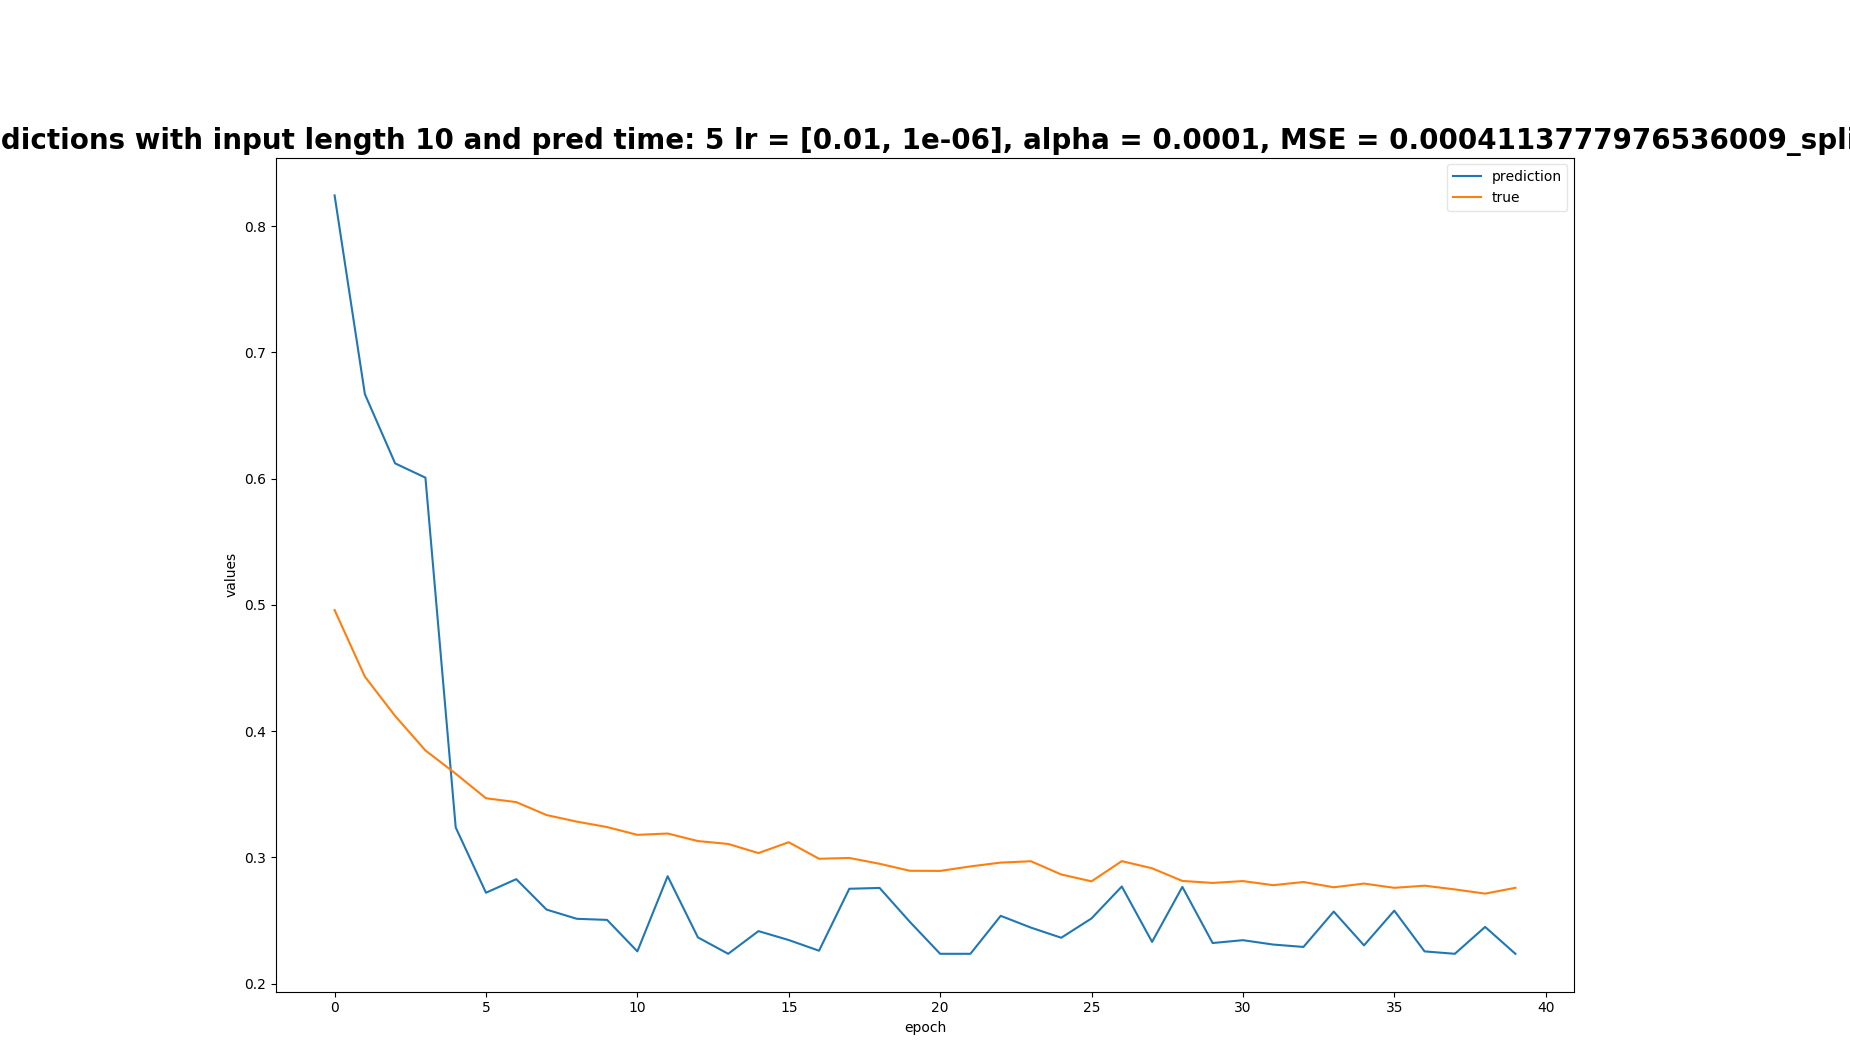 dictions with input length 10 and pred time: 5 lr = [0.01, 1e-06], alpha = 0.0001, MSE = 0.0004113777976536009_spli
prediction
true
0.8
0.7
0.6
0.5
0.4
0.3
0.2
values
0 5 10 15 20 25 30 35 40
epoch